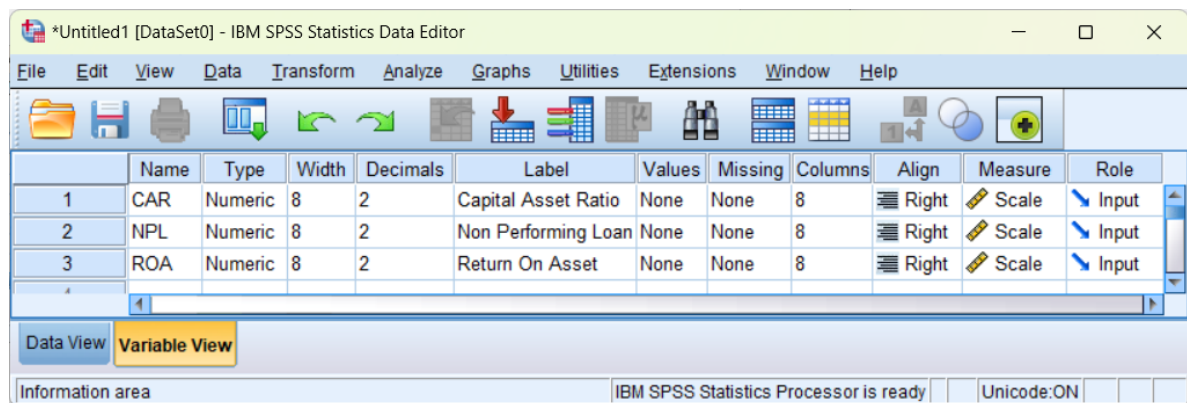 *Untitled1 [DataSet0] - IBM SPSS Statistics Data Editor
File Edit View Data Transform Analyze Graphs Utilities Extensions Window Help
Name Type Width Decimals Label Values Missing Columns Align Measure Role
1 CAR Numeric 8 2 Capital Asset Ratio None None 8 Right Scale Input
2 NPL Numeric 8 2 Non Performing Loan None None 8 Right Scale Input
3 ROA Numeric 8 2 Return On Asset None None 8 Right Scale Input
4
Data View Variable View
Information area IBM SPSS Statistics Processor is ready Unicode:ON